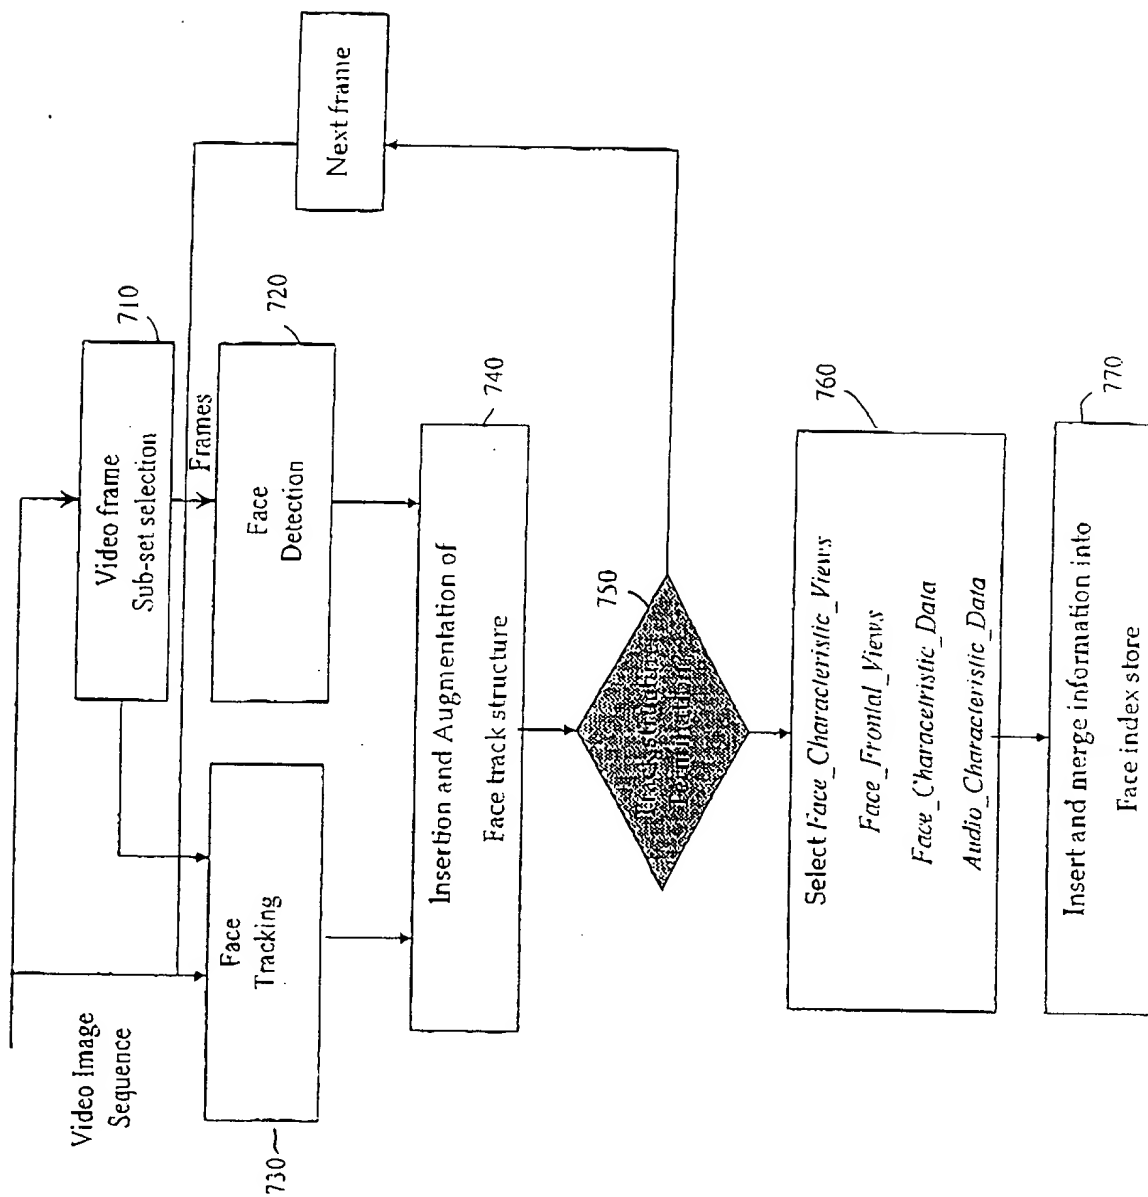 Video Image
Sequence
Video frame
Sub-set selection
710
Frames
730
Face
Tracking
Face
Detection
720
Next frame
Insertion and Augmentation of
Face track structure
740
750
Select Face_Characteristic_Views
Face_Frontal_Views
Face_Characetristic_Data
Audio_Characteristic_Data
760
Insert and merge information into
Face index store
770